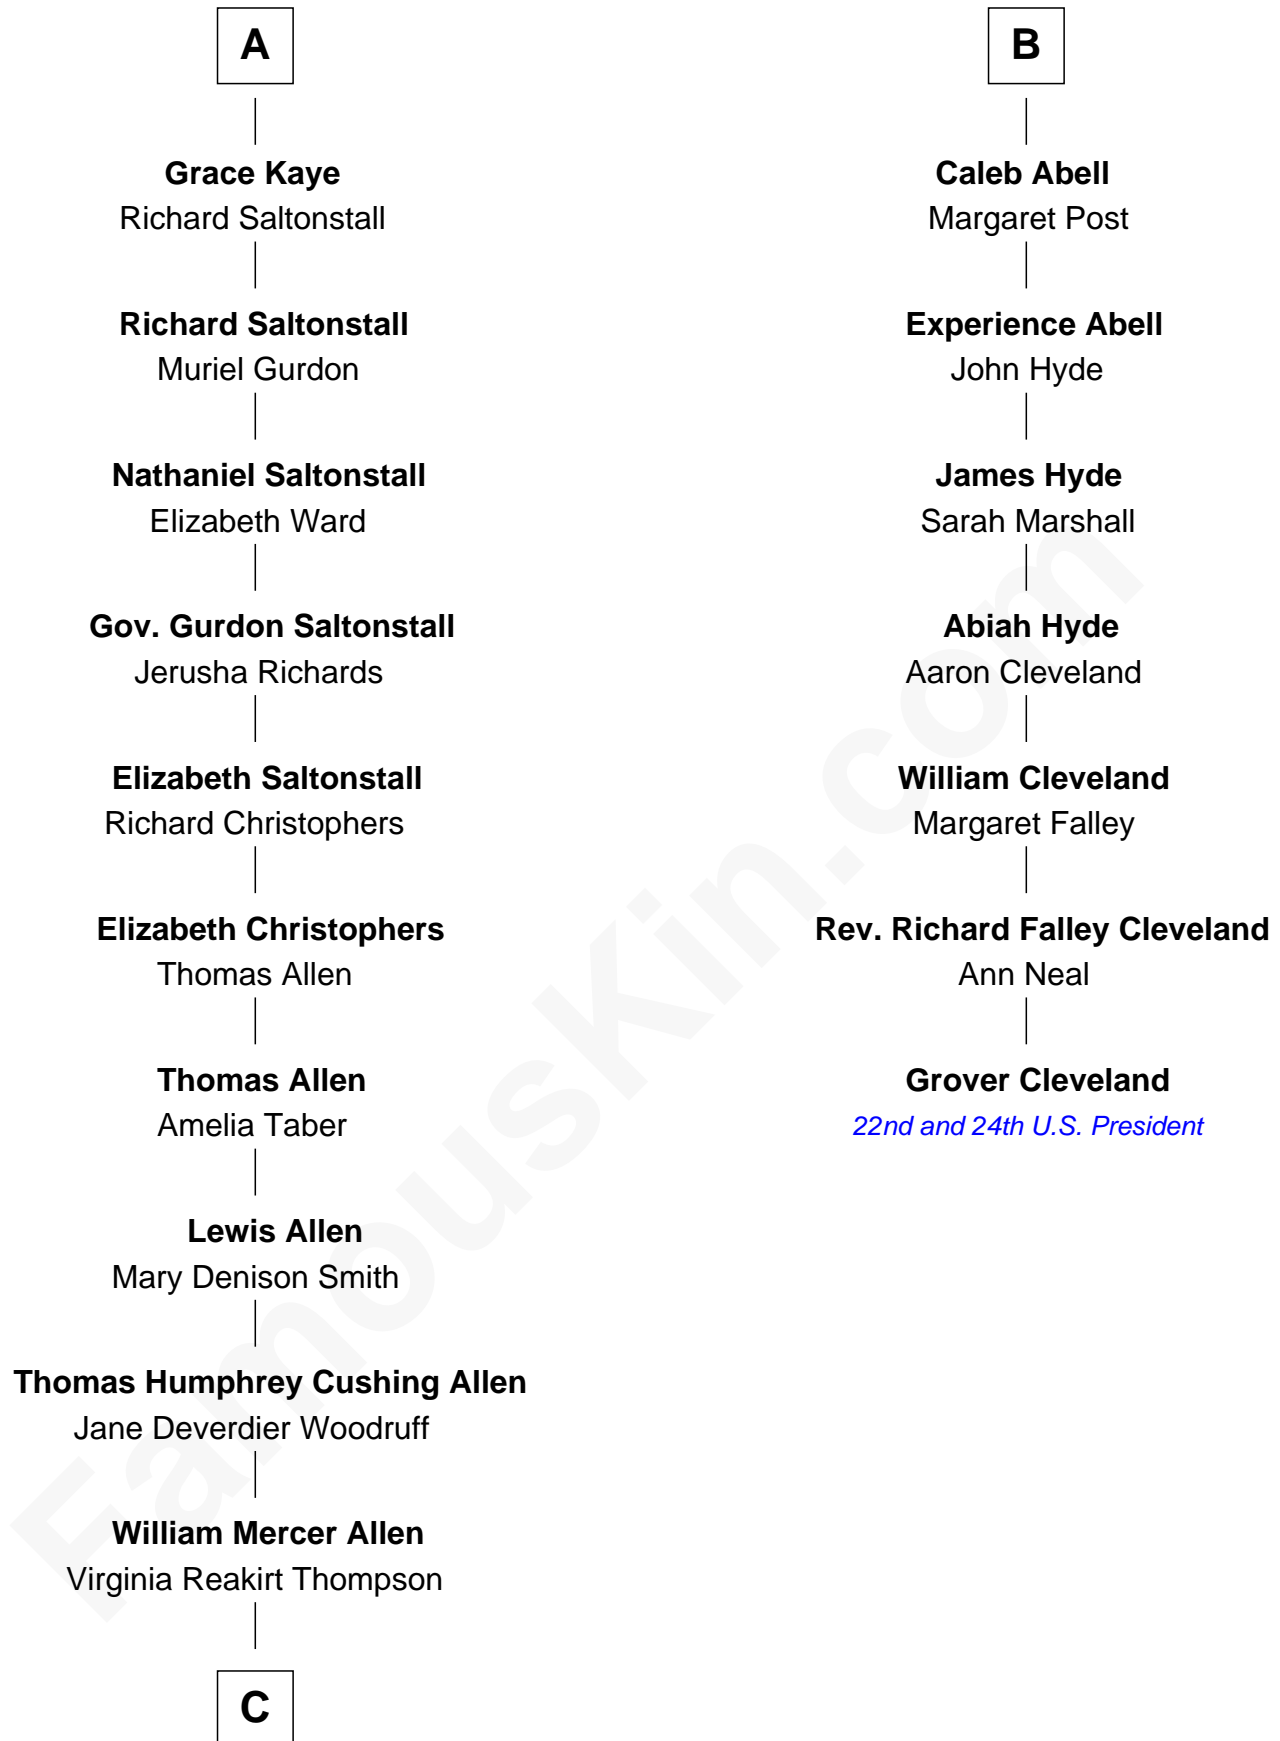 A
Grace Kaye
Richard Saltonstall
Richard Saltonstall
Muriel Gurdon
Nathaniel Saltonstall
Elizabeth Ward
Gov. Gurdon Saltonstall
Jerusha Richards
Elizabeth Saltonstall
Richard Christophers
Elizabeth Christophers
Thomas Allen
Thomas Allen
Amelia Taber
Lewis Allen
Mary Denison Smith
Thomas Humphrey Cushing Allen
Jane Deverdier Woodruff
William Mercer Allen
Virginia Reakirt Thompson
C
B
Caleb Abell
Margaret Post
Experience Abell
John Hyde
James Hyde
Sarah Marshall
Abiah Hyde
Aaron Cleveland
William Cleveland
Margaret Falley
Rev. Richard Falley Cleveland
Ann Neal
Grover Cleveland
22nd and 24th U.S. President
FamousKin.com